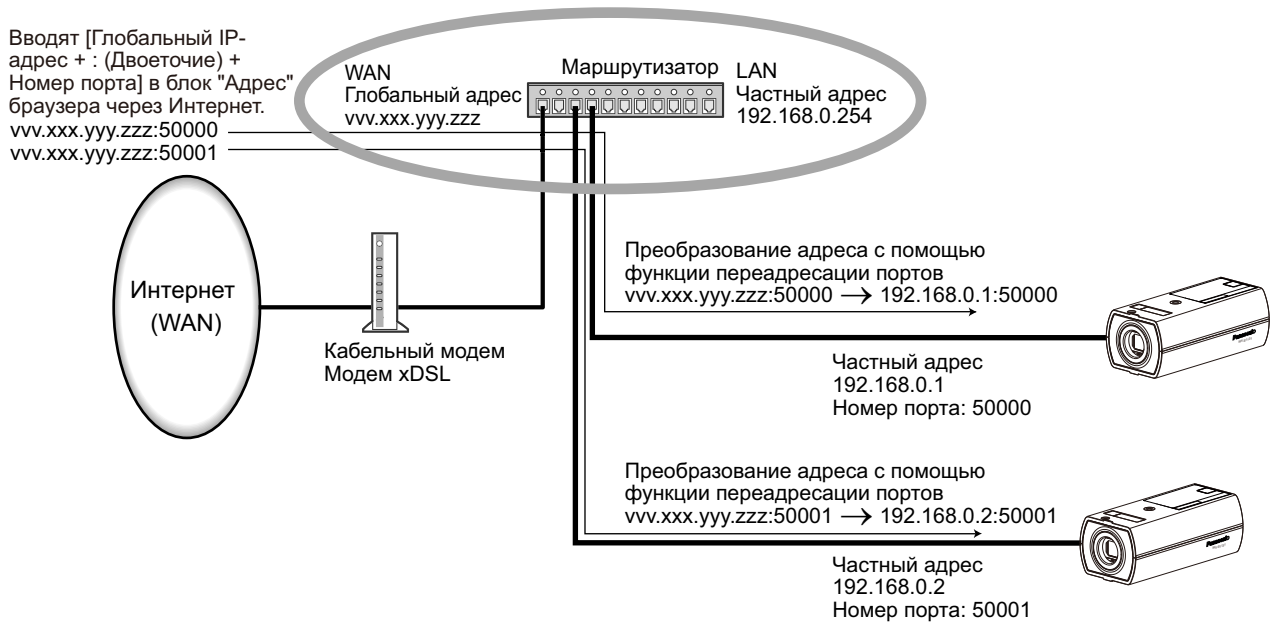 Вводят [Глобальный IP-
адрес + : (Двоеточие) +
Номер порта] в блок "Адрес"
браузера через Интернет.
vvv.xxx.yyy.zzz:50000
vvv.xxx.yyy.zzz:50001
WAN
Глобальный адрес
vvv.xxx.yyy.zzz
Маршрутизатор
LAN
Частный адрес
192.168.0.254
Интернет
(WAN)
Кабельный модем
Модем xDSL
Преобразование адреса с помощью
функции переадресации портов
vvv.xxx.yyy.zzz:50000 → 192.168.0.1:50000
Panasonic
Частный адрес
192.168.0.1
Номер порта: 50000
Преобразование адреса с помощью
функции переадресации портов
vvv.xxx.yyy.zzz:50001 → 192.168.0.2:50001
Panasonic
Частный адрес
192.168.0.2
Номер порта: 50001